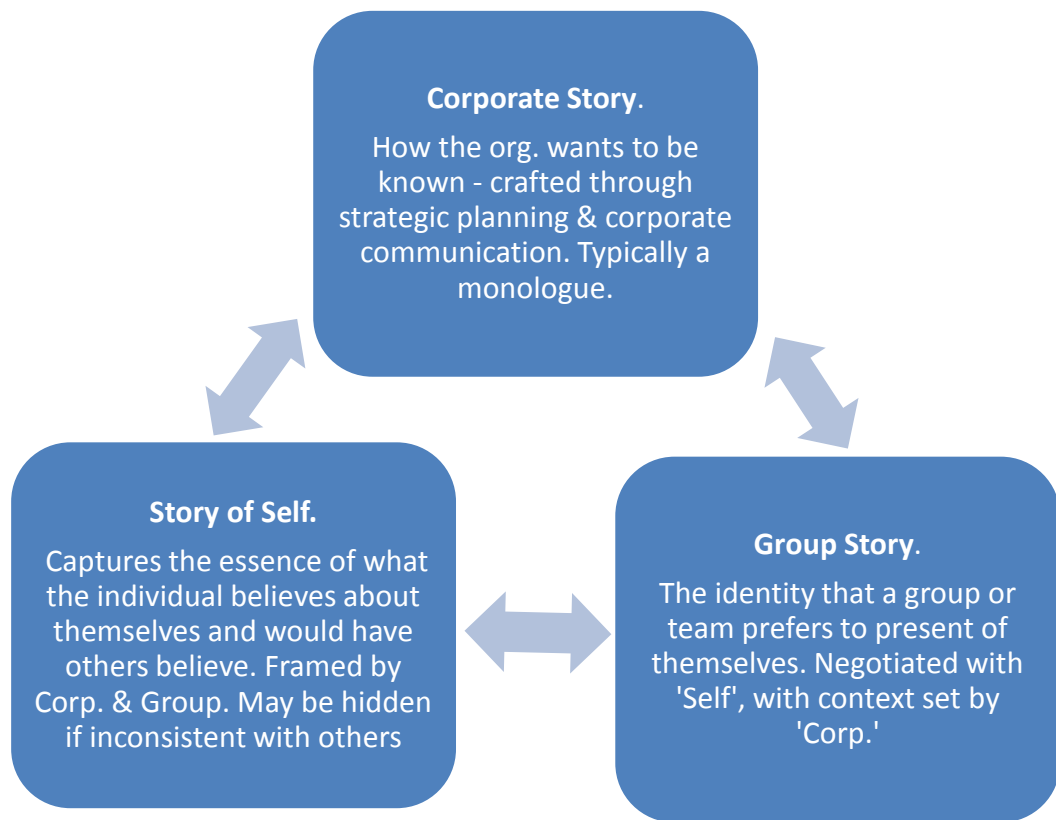 Corporate Story.
How the org. wants to be
known - crafted through
strategic planning & corporate
communication. Typically a
monologue.
Story of Self.
Captures the essence of what
the individual believes about
themselves and would have
others believe. Framed by
Corp. & Group. May be hidden
if inconsistent with others
Group Story.
The identity that a group or
team prefers to present of
themselves. Negotiated with
'Self', with context set by
'Corp.'